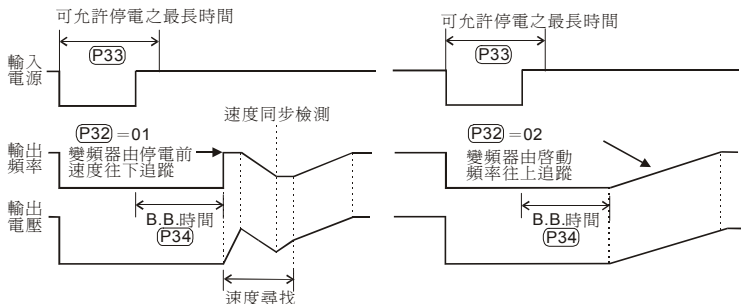 可允許停電之最長時間
P33
輸入
電源
速度同步檢測
P32=01
變頻器由停電前
速度往下追蹤
輸出
頻率
B.B.時間
P34
輸出
電壓
速度尋找
可允許停電之最長時間
P33
P32=02
變頻器由啓動
頻率往上追蹤
B.B.時間
P34